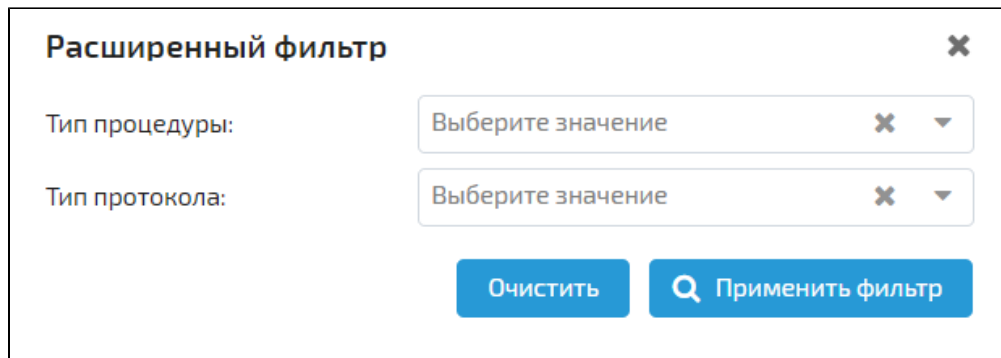 Расширенный фильтр
Тип процедуры: Выберите значение
Тип протокола: Выберите значение
Очистить Применить фильтр